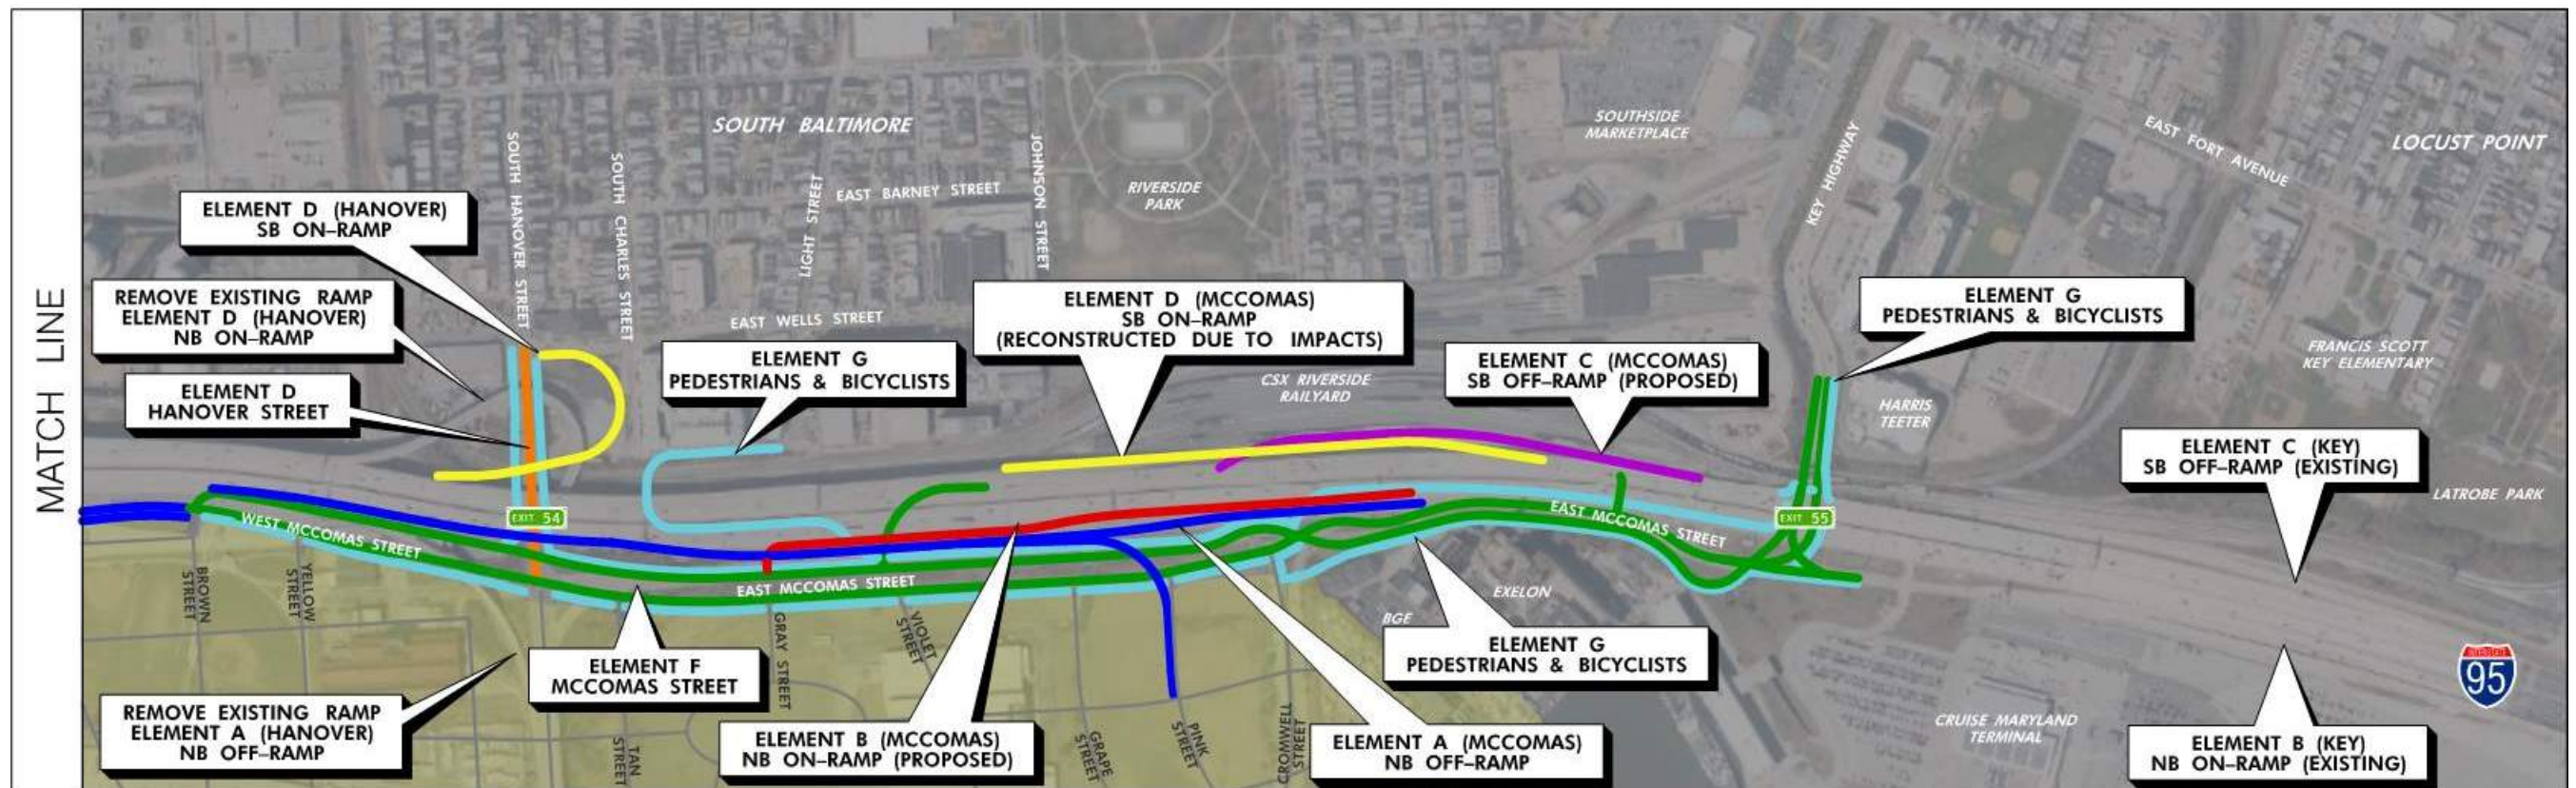 MATCH LINE
SOUTH BALTIMORE
SOUTHSIDE
MARKETPLACE
EAST FORT AVENUE
LOCUST POINT
SOUTH HANOVER STREET
SOUTH CHARLES STREET
LIGHT STREET
EAST BARNEY STREET
JOHNSON STREET
RIVERSIDE
PARK
KEY HIGHWAY
ELEMENT D (HANOVER)
SB ON–RAMP
REMOVE EXISTING RAMP
ELEMENT D (HANOVER)
NB ON–RAMP
ELEMENT D
HANOVER STREET
EAST WELLS STREET
ELEMENT G
PEDESTRIANS & BICYCLISTS
ELEMENT D (MCCOMAS)
SB ON–RAMP
(RECONSTRUCTED DUE TO IMPACTS)
CSX RIVERSIDE
RAILYARD
ELEMENT C (MCCOMAS)
SB OFF–RAMP (PROPOSED)
ELEMENT G
PEDESTRIANS & BICYCLISTS
HARRIS
TEETER
FRANCIS SCOTT
KEY ELEMENTARY
ELEMENT C (KEY)
SB OFF–RAMP (EXISTING)
LATROBE PARK
EXIT 54
EXIT 55
WEST MCCOMAS STREET
EAST MCCOMAS STREET
EAST MCCOMAS STREET
BROWN
STREET
YELLOW
STREET
GRAY STREET
VIOLET
STREET
EXELON
BGE
ELEMENT F
MCCOMAS STREET
ELEMENT G
PEDESTRIANS & BICYCLISTS
REMOVE EXISTING RAMP
ELEMENT A (HANOVER)
NB OFF–RAMP
TAN
STREET
ELEMENT B (MCCOMAS)
NB ON–RAMP (PROPOSED)
GRAPE
STREET
PINK
STREET
CROMWELL
STREET
ELEMENT A (MCCOMAS)
NB OFF–RAMP
CRUISE MARYLAND
TERMINAL
ELEMENT B (KEY)
NB ON–RAMP (EXISTING)
INTERSTATE
95